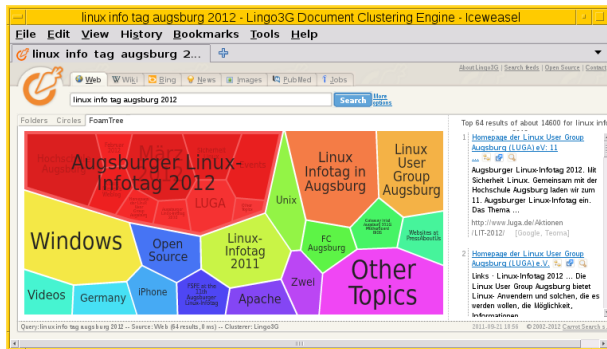 linux info tag augsburg 2012 - Lingo3G Document Clustering Engine - Iceweasel
File Edit View History Bookmarks Tools Help
linux info tag augsburg 2...
About Lingo3G | Search feeds | Open Source | Contact
Web Wiki Bing News Images PubMed Jobs
linux info tag augsburg 2012 Search More options
Folders Circles FoamTree
Top 64 results of about 14600 for linux info
Augsburger Linux-
Infotag 2012
März
LUGA
Linux
Infotag in
Augsburg
Linux
User
Group
Augsburg
Unix
Windows
Open
Source
Linux-
Infotag
2011
FC
Augsburg
Websites at
Pressibus
Videos
Germany
iPhone
Apache
Zwei
Other
Topics
1 Homepage der Linux User Group
Augsburg (LUGA) eV: 11
...
Augsburger Linux-Infotag 2012. Mit
Sicherheit Linux. Gemeinsam mit der
Hochschule Augsburg laden wir zum
11. Augsburger Linux-Infotag ein.
Das Thema ...
http://www.luga.de/Aktionen
/LIT-2012/ [Google, Teoma]
2 Homepage der Linux User Group
Augsburg (LUGA) e.V.
Links - Linux-Infotag 2012 ... Die
Linux User Group Augsburg bietet
Linux- Anwendern und solchen, die es
werden wollen, die Möglichkeit,
Informationen
Query: linux info tag augsburg 2012 -- Source: Web (64 results, 0 ms) -- Clusterer: Lingo3G
2011-09-21 18:56 © 2002-2012 Carrot Search s.